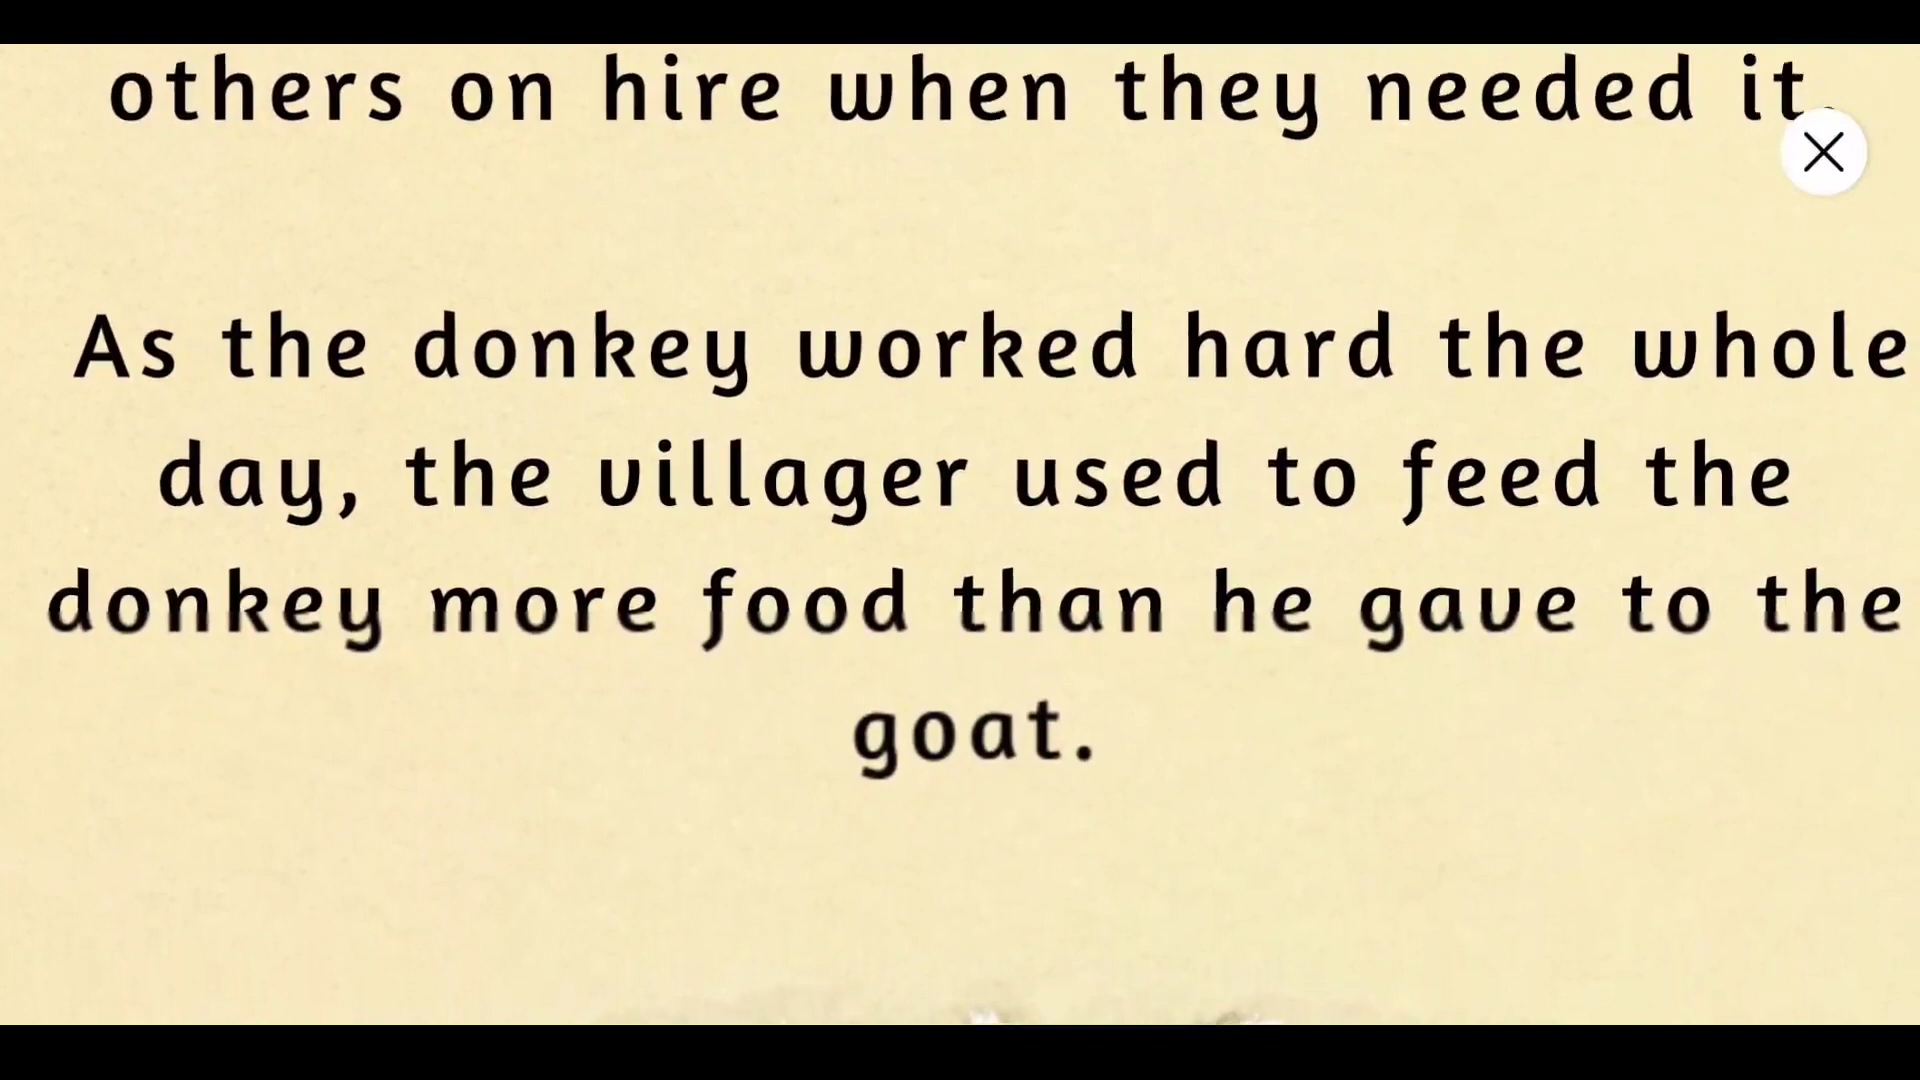 others on hire when they needed it.
As the donkey worked hard the whole
day, the villager used to feed the
donkey more food than he gave to the
goat.